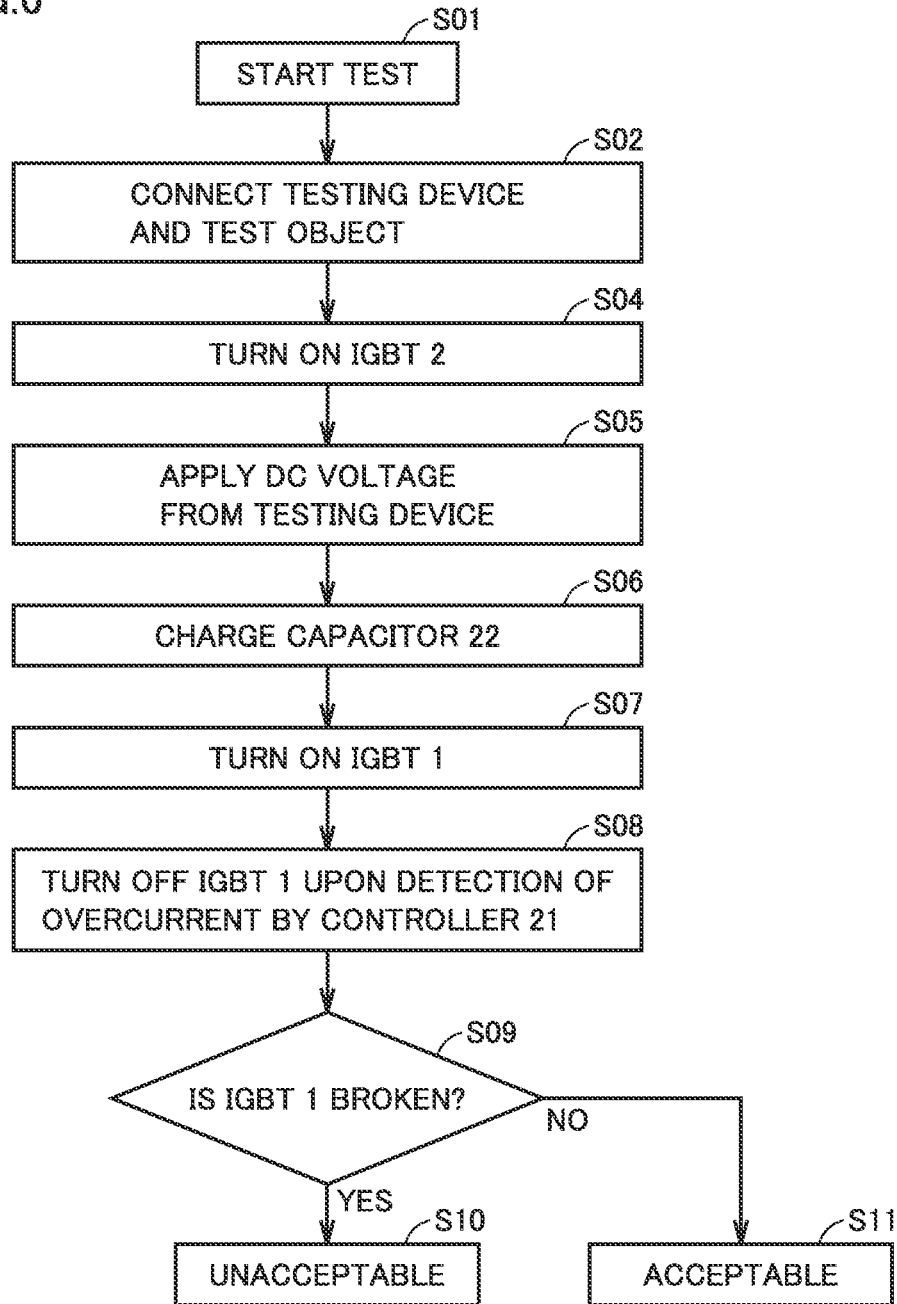 S01
START TEST
S02
CONNECT TESTING DEVICE
AND TEST OBJECT
S04
TURN ON IGBT 2
S05
APPLY DC VOLTAGE
FROM TESTING DEVICE
S06
CHARGE CAPACITOR 22
S07
TURN ON IGBT 1
S08
TURN OFF IGBT 1 UPON DETECTION OF
OVERCURRENT BY CONTROLLER 21
S09
IS IGBT 1 BROKEN?
NO
YES
S10
UNACCEPTABLE
S11
ACCEPTABLE